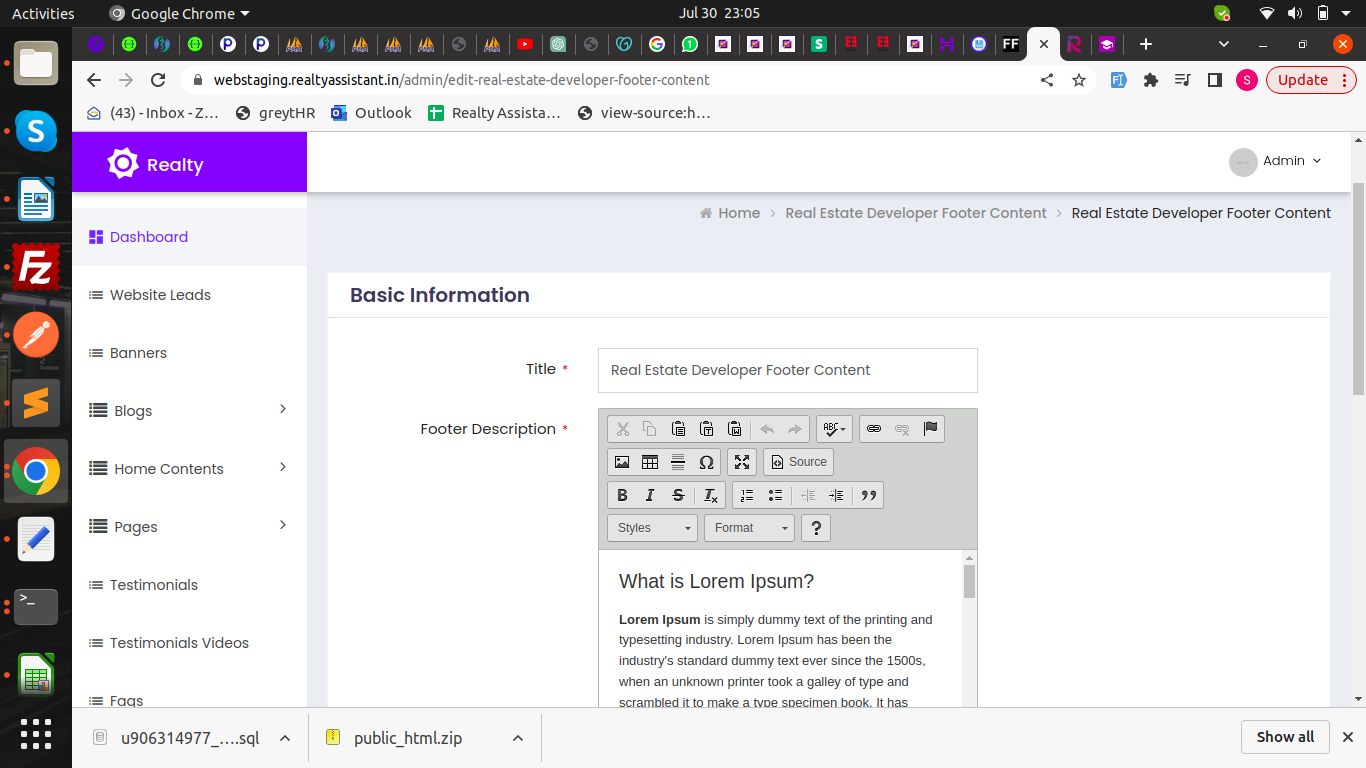 Activities
Google Chrome
Jul 30 23:05
FF
webstaging.realtyassistant.in/admin/edit-real-estate-developer-footer-content
S
Update
(43) - Inbox - Z…
greytHR
Outlook
Realty Assista…
view-source:h…
Realty
Admin
Home
Real Estate Developer Footer Content
Real Estate Developer Footer Content
Dashboard
Website Leads
Banners
Blogs
Home Contents
Pages
Testimonials
Testimonials Videos
Faqs
Basic Information
Title *
Real Estate Developer Footer Content
Footer Description *
ABC
Source
B I S Tx
Styles
Format
?
What is Lorem Ipsum?
Lorem Ipsum is simply dummy text of the printing and
typesetting industry. Lorem Ipsum has been the
industry's standard dummy text ever since the 1500s,
when an unknown printer took a galley of type and
scrambled it to make a type specimen book. It has
u906314977_….sql
public_html.zip
Show all